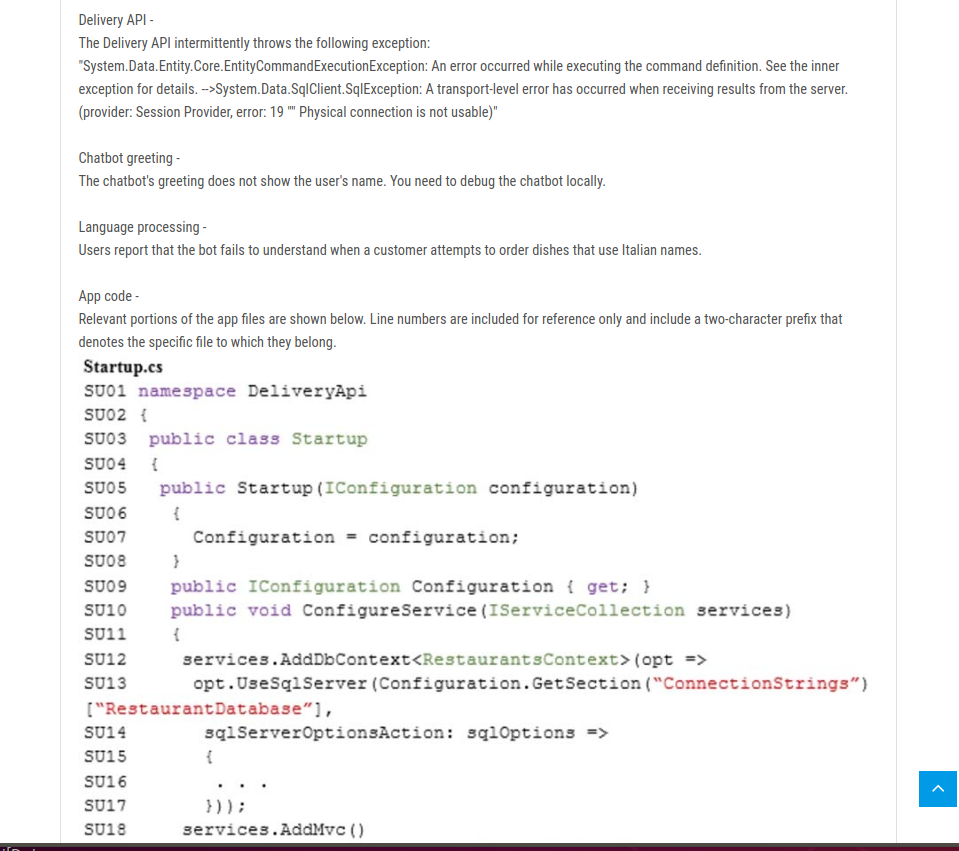 Delivery API -
The Delivery API intermittently throws the following exception:
"System.Data.Entity.Core.EntityCommandExecutionException: An error occurred while executing the command definition. See the inner
exception for details. -->System.Data.SqlClient.SqlException: A transport-level error has occurred when receiving results from the server.
(provider: Session Provider, error: 19 "" Physical connection is not usable)"
Chatbot greeting -
The chatbot's greeting does not show the user's name. You need to debug the chatbot locally.
Language processing -
Users report that the bot fails to understand when a customer attempts to order dishes that use Italian names.
App code -
Relevant portions of the app files are shown below. Line numbers are included for reference only and include a two-character prefix that
denotes the specific file to which they belong.
Startup.cs
SU01 namespace DeliveryApi
SU02 {
SU03 public class Startup
SU04 {
SU05 public Startup(IConfiguration configuration)
SU06 {
SU07 Configuration = configuration;
SU08 }
SU09 public IConfiguration Configuration { get; }
SU10 public void ConfigureService(IServiceCollection services)
SU11 {
SU12 services.AddDbContext<RestaurantsContext>(opt =>
SU13 opt.UseSqlServer(Configuration.GetSection(“ConnectionStrings”)
[“RestaurantDatabase”],
SU14 sqlServerOptionsAction: sqlOptions =>
SU15 {
SU16 . . .
SU17 }));
SU18 services.AddMvc()